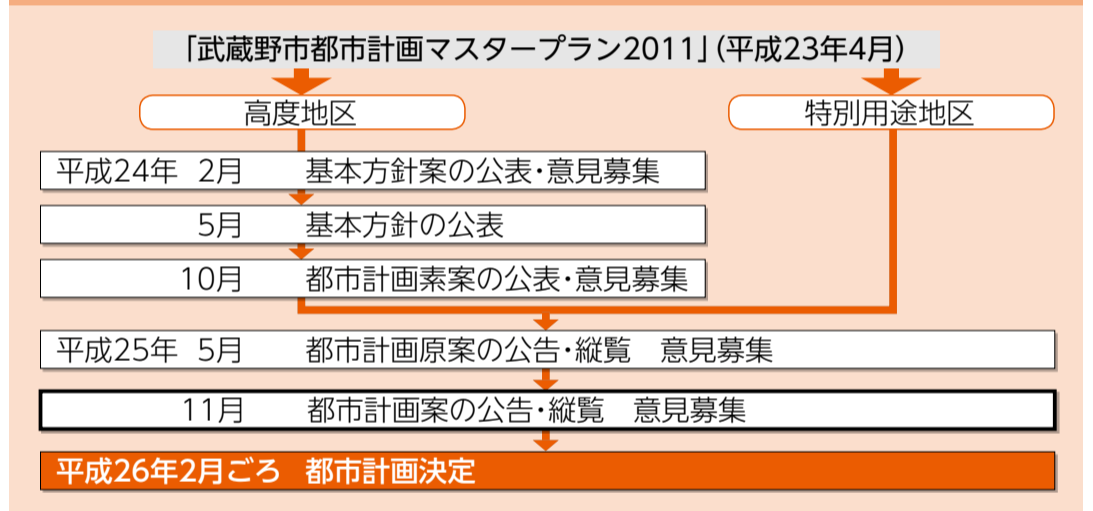 「武蔵野市都市計画マスタープラン2011」(平成23年4月)
高度地区
特別用途地区
平成24年 2月 基本方針案の公表・意見募集
5月 基本方針の公表
10月 都市計画素案の公表・意見募集
平成25年 5月 都市計画原案の公告・縦覧 意見募集
11月 都市計画案の公告・縦覧 意見募集
平成26年2月ごろ 都市計画決定